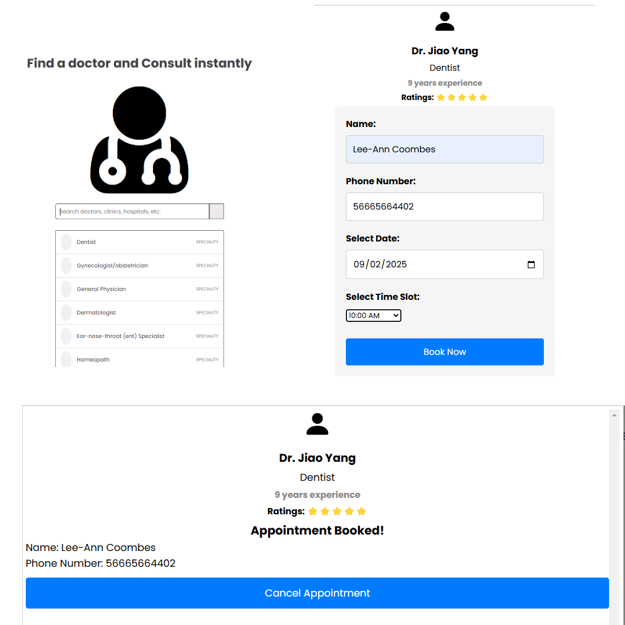 Find a doctor and Consult instantly
Search doctors, clinics, hospitals, etc.
Dentist SPECIALITY
Gynecologist/obstetrician SPECIALITY
General Physician SPECIALITY
Dermatologist SPECIALITY
Ear-nose-throat (ent) Specialist SPECIALITY
Homeopath SPECIALITY
Dr. Jiao Yang
Dentist
9 years experience
Ratings:
Name:
Lee-Ann Coombes
Phone Number:
56665664402
Select Date:
09/02/2025
Select Time Slot:
10:00 AM
Book Now
Dr. Jiao Yang
Dentist
9 years experience
Ratings:
Appointment Booked!
Name: Lee-Ann Coombes
Phone Number: 56665664402
Cancel Appointment